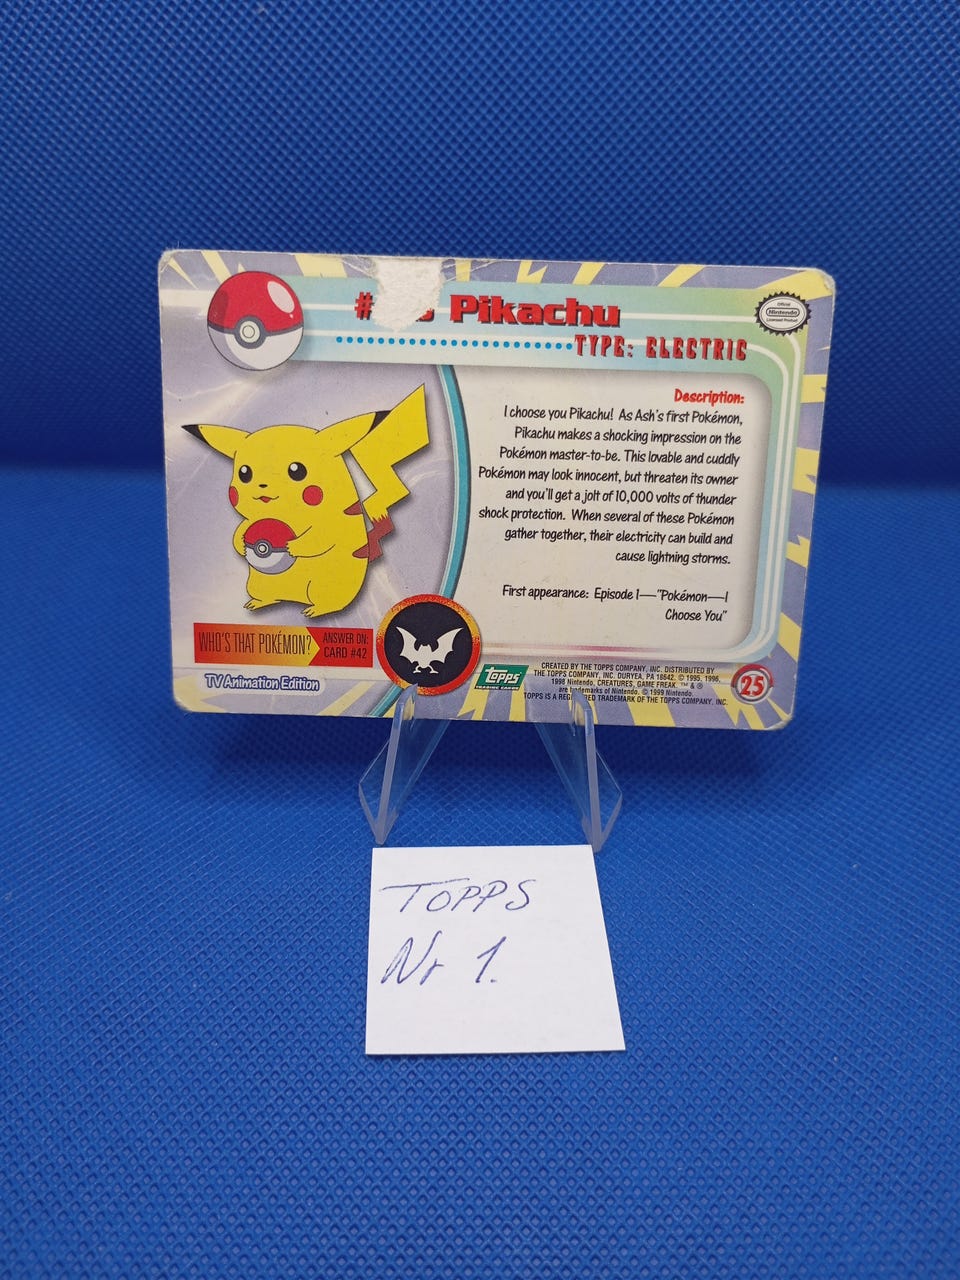 Pikachu
Official
Nintendo
Licensed Product
TYPE: ELECTRIC
Description:
I choose you Pikachu! As Ash's first Pokémon,
Pikachu makes a shocking impression on the
Pokémon master-to-be. This lovable and cuddly
Pokémon may look innocent, but threaten its owner
and you'll get a jolt of 10,000 volts of thunder
shock protection. When several of these Pokémon
gather together, their electricity can build and
cause lightning storms.
First appearance: Episode 1—"Pokémon—I
Choose You"
WHO'S THAT POKÉMON?
ANSWER ON:
CARD #42
TV Animation Edition
TOPPS
TRADING CARDS
CREATED BY THE TOPPS COMPANY, INC. DISTRIBUTED BY
THE TOPPS COMPANY, INC. DURYEA, PA 18642. © 1995, 1996,
1998 Nintendo, CREATURES, GAME FREAK. ™ & ®
are trademarks of Nintendo. © 1999 Nintendo.
TOPPS IS A REGISTERED TRADEMARK OF THE TOPPS COMPANY, INC.
25
TOPPS
Nr 1.